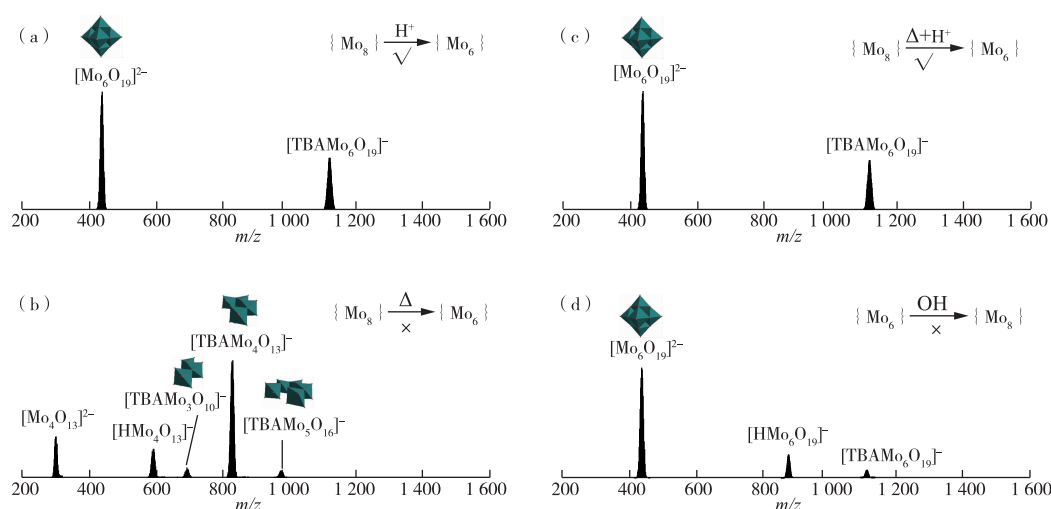 (a)
{Mo₈} H⁺ → √ {Mo₆}
[Mo₆O₁₉]²⁻
[TBAMo₆O₁₉]⁻
200 400 600 800 1 000 1 200 1 400 1 600
m/z
(c)
{Mo₈} Δ+H⁺ → √ {Mo₆}
[Mo₆O₁₉]²⁻
[TBAMo₆O₁₉]⁻
200 400 600 800 1 000 1 200 1 400 1 600
m/z
(b)
{Mo₈} Δ → × {Mo₆}
[TBAMo₄O₁₃]⁻
[TBAMo₃O₁₀]⁻
[TBAMo₅O₁₆]⁻
[Mo₄O₁₃]²⁻
[HMo₄O₁₃]⁻
200 400 600 800 1 000 1 200 1 400 1 600
m/z
(d)
{Mo₆} OH → × {Mo₈}
[Mo₆O₁₉]²⁻
[HMo₆O₁₉]⁻
[TBAMo₆O₁₉]⁻
200 400 600 800 1 000 1 200 1 400 1 600
m/z